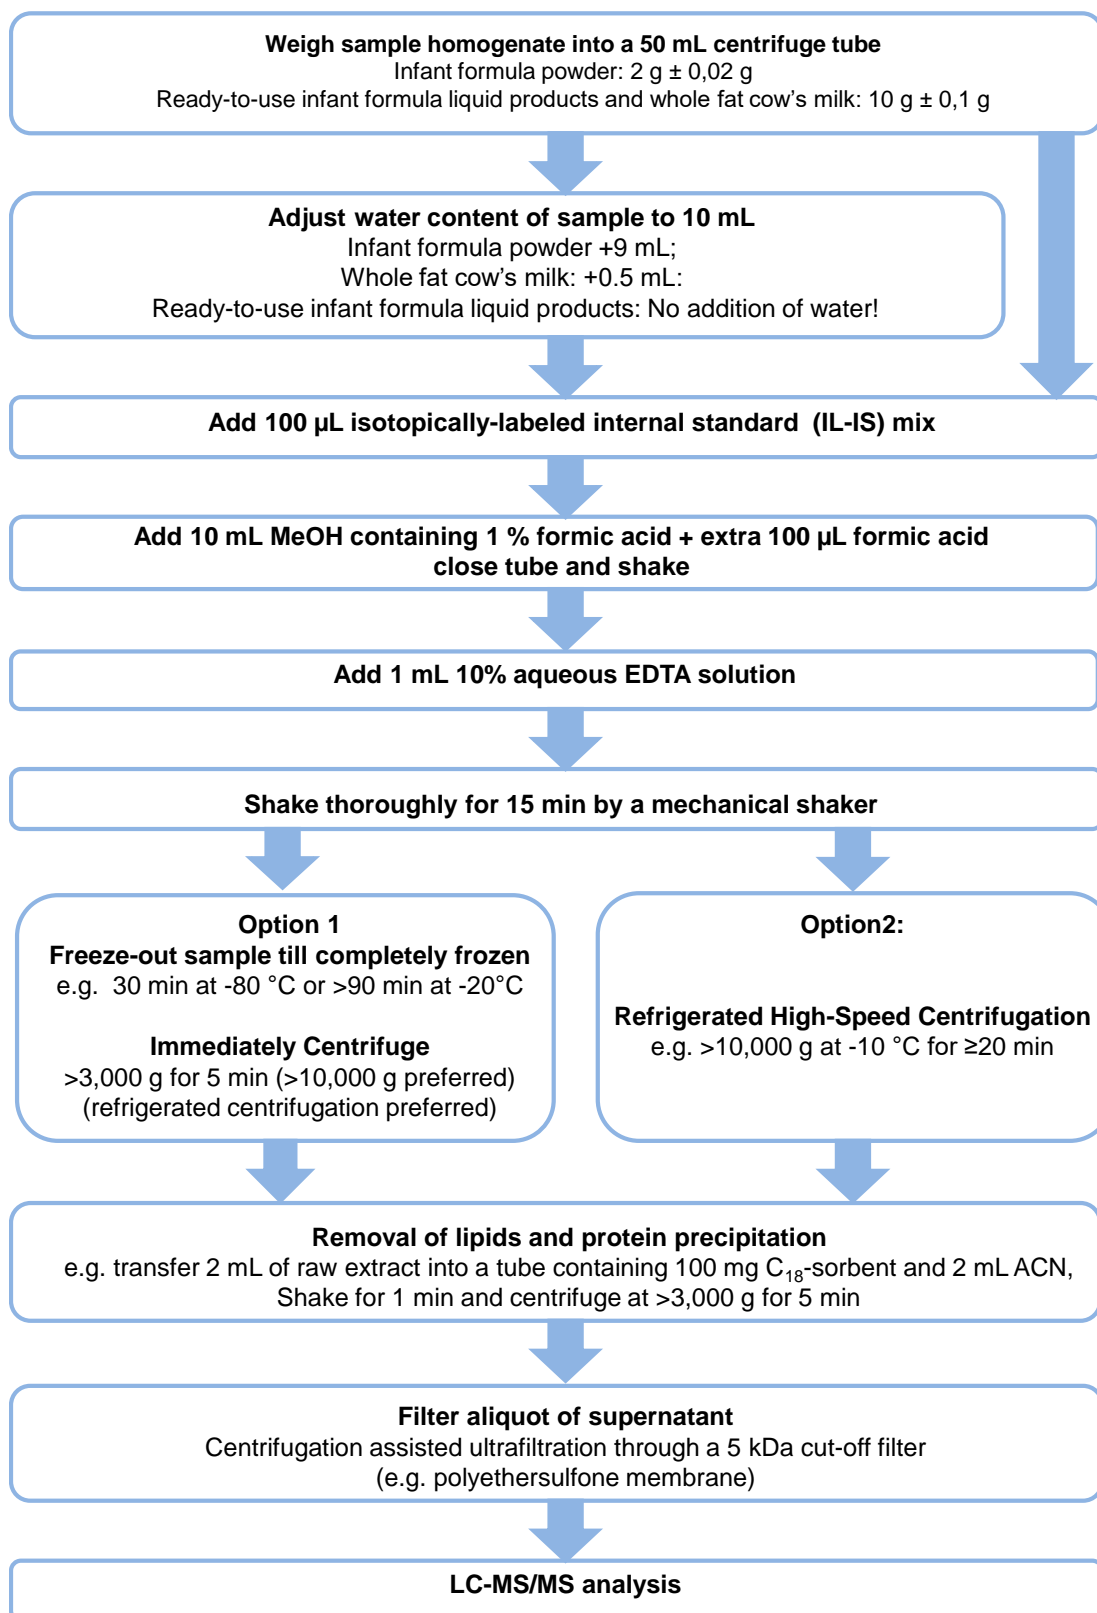 Weigh sample homogenate into a 50 mL centrifuge tube
Infant formula powder: 2 g ± 0,02 g
Ready-to-use infant formula liquid products and whole fat cow’s milk: 10 g ± 0,1 g
Adjust water content of sample to 10 mL
Infant formula powder +9 mL;
Whole fat cow’s milk: +0.5 mL:
Ready-to-use infant formula liquid products: No addition of water!
Add 100 µL isotopically-labeled internal standard (IL-IS) mix
Add 10 mL MeOH containing 1 % formic acid + extra 100 µL formic acid
close tube and shake
Add 1 mL 10% aqueous EDTA solution
Shake thoroughly for 15 min by a mechanical shaker
Option 1
Freeze-out sample till completely frozen
e.g. 30 min at -80 °C or >90 min at -20°C
Immediately Centrifuge
>3,000 g for 5 min (>10,000 g preferred)
(refrigerated centrifugation preferred)
Option2:
Refrigerated High-Speed Centrifugation
e.g. >10,000 g at -10 °C for ≥20 min
Removal of lipids and protein precipitation
e.g. transfer 2 mL of raw extract into a tube containing 100 mg C₁₈-sorbent and 2 mL ACN,
Shake for 1 min and centrifuge at >3,000 g for 5 min
Filter aliquot of supernatant
Centrifugation assisted ultrafiltration through a 5 kDa cut-off filter
(e.g. polyethersulfone membrane)
LC-MS/MS analysis